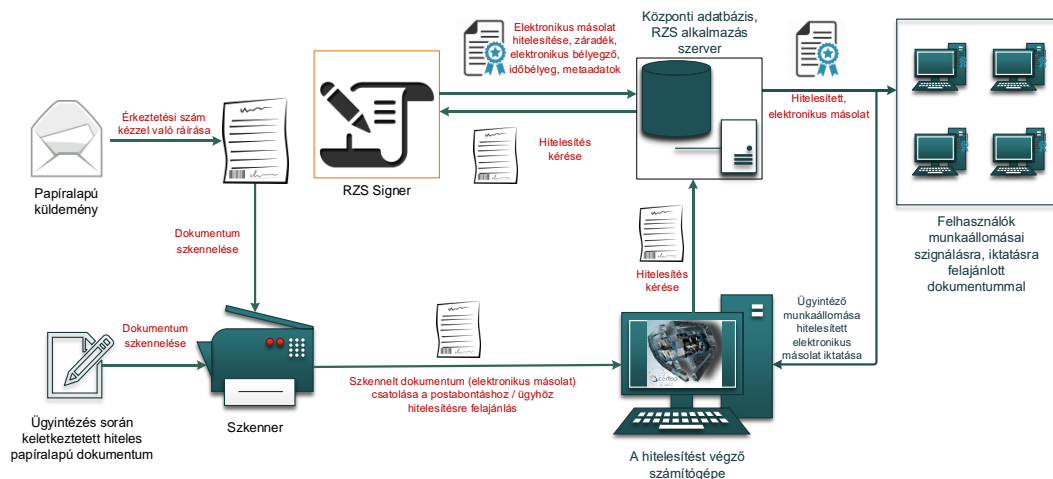 Elektronikus másolat
hitelesítése, záradék,
elektronikus bélyegző,
időbélyeg, metaadatok
Központi adatbázis,
RZS alkalmazás
szerver
Érkeztetési szám
kézzel való ráírása
Hitelesített,
elektronikus másolat
Hitelesítés
kérése
Papíralapú
küldemény
RZS Signer
Dokumentum
szkennelése
Felhasználók
munkaállomásai
szignálásra, iktatásra
felajánlott
dokumentummal
Hitelesítés
kérése
Dokumentum
szkennelése
Ügyintéző
munkaállomása
hitelesített
elektronikus
másolat iktatása
certop
Szkennelt dokumentum (elektronikus másolat)
csatolása a postabontáshoz / ügyhöz
hitelesítésre felajánlás
Ügyintézés során
keletkeztetett hiteles
papíralapú dokumentum
Szkenner
A hitelesítést végző
számítógépe